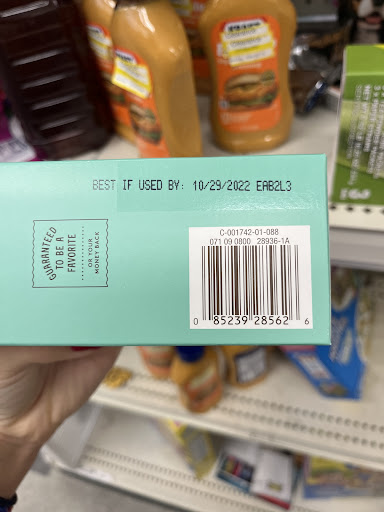 BEST IF USED BY: 10/29/2022 EAB2L3
GUARANTEED
TO BE A
FAVORITE
OR YOUR
MONEY BACK
C-001742-01-088
071 09 0800 28936-1A
0 85239 28562 6